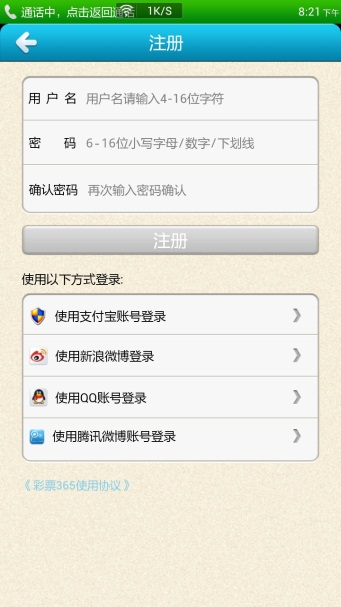 通话中，点击返回通话 1K/S 8:21下午
注册
用 户 名 用户名请输入4-16位字符
密 码 6-16位小写字母/数字/下划线
确认密码 再次输入密码确认
注册
使用以下方式登录:
使用支付宝账号登录
使用新浪微博登录
使用QQ账号登录
使用腾讯微博账号登录
《 彩票365使用协议 》